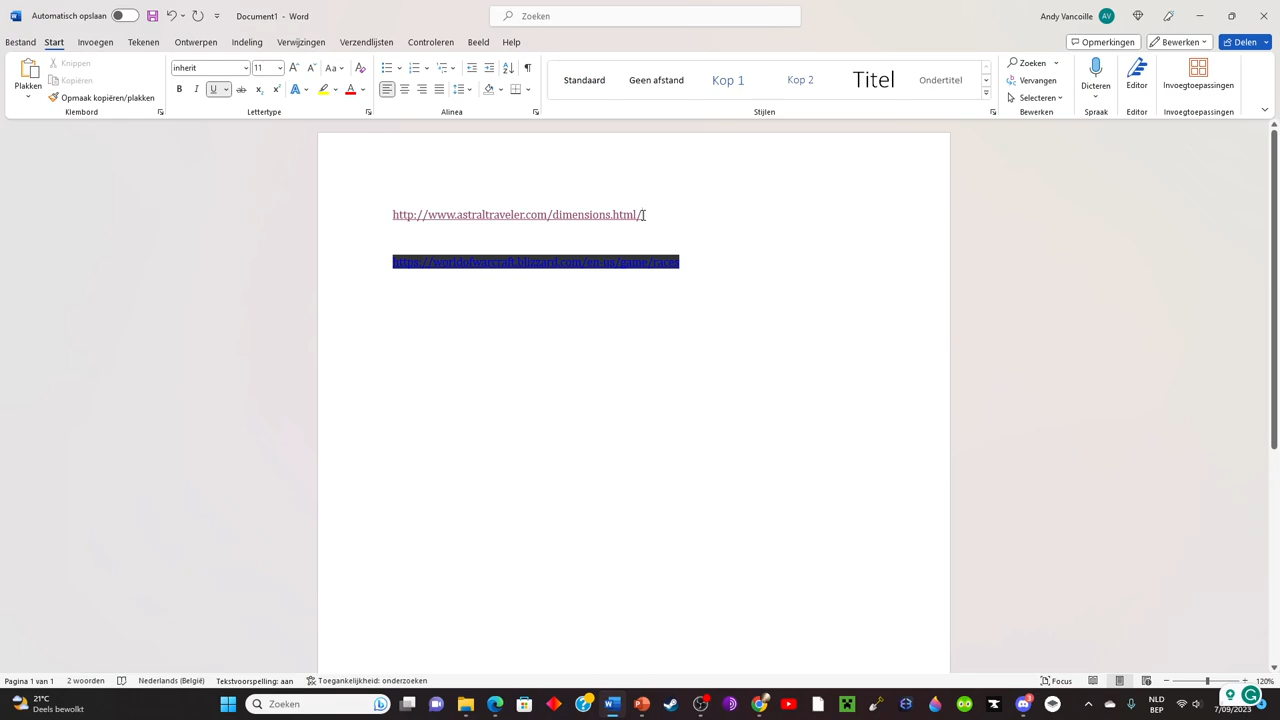 Automatisch opslaan Document1 - Word Zoeken Andy Vancoille AV
Bestand Start Invoegen Tekenen Ontwerpen Indeling Verwijzingen Verzendlijsten Controleren Beeld Help Opmerkingen Bewerken Delen
Plakken
Knippen
Kopiëren
Opmaak kopiëren/plakken
Klembord
inherit 11
Lettertype
Alinea
Standaard Geen afstand Kop 1 Kop 2 Titel Ondertitel
Stijlen
Zoeken
Vervangen
Selecteren
Bewerken
Dicteren
Spraak
Editor
Editor
Invoegtoepassingen
Invoegtoepassingen
http://www.astraltraveler.com/dimensions.html/
https://worldofwarcraft.blizzard.com/en-us/game/races
Pagina 1 van 1 2 woorden Nederlands (België) Tekstvoorspelling: aan Toegankelijkheid: onderzoeken Focus 120%
21°C
Deels bewolkt
Zoeken
NLD
BEP
7/09/2023